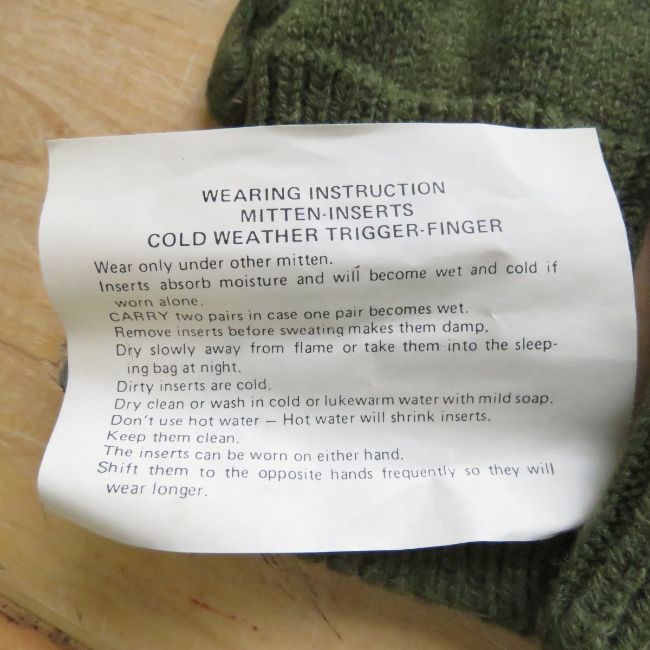 WEARING INSTRUCTION
MITTEN-INSERTS
COLD WEATHER TRIGGER-FINGER
Wear only under other mitten.
Inserts absorb moisture and will become wet and cold if
worn alone.
CARRY two pairs in case one pair becomes wet.
Remove inserts before sweating makes them damp.
Dry slowly away from flame or take them into the sleep-
ing bag at night.
Dirty inserts are cold.
Dry clean or wash in cold or lukewarm water with mild soap.
Don't use hot water — Hot water will shrink inserts.
Keep them clean.
The inserts can be worn on either hand.
Shift them to the opposite hands frequently so they will
wear longer.